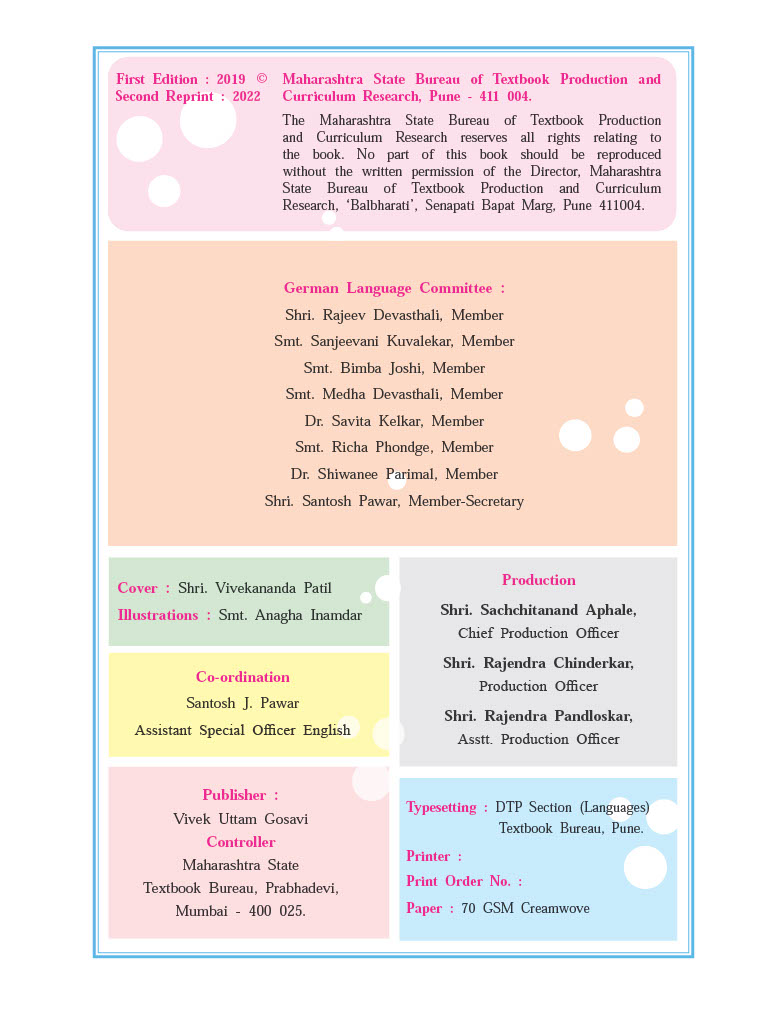 First Edition : 2019 ©
Second Reprint : 2022
Maharashtra State Bureau of Textbook Production and
Curriculum Research, Pune - 411 004.
The Maharashtra State Bureau of Textbook Production
and Curriculum Research reserves all rights relating to
the book. No part of this book should be reproduced
without the written permission of the Director, Maharashtra
State Bureau of Textbook Production and Curriculum
Research, ‘Balbharati’, Senapati Bapat Marg, Pune 411004.
German Language Committee :
Shri. Rajeev Devasthali, Member
Smt. Sanjeevani Kuvalekar, Member
Smt. Bimba Joshi, Member
Smt. Medha Devasthali, Member
Dr. Savita Kelkar, Member
Smt. Richa Phondge, Member
Dr. Shiwanee Parimal, Member
Shri. Santosh Pawar, Member-Secretary
Cover : Shri. Vivekananda Patil
Illustrations : Smt. Anagha Inamdar
Co-ordination
Santosh J. Pawar
Assistant Special Officer English
Publisher :
Vivek Uttam Gosavi
Controller
Maharashtra State
Textbook Bureau, Prabhadevi,
Mumbai - 400 025.
Production
Shri. Sachchitanand Aphale,
Chief Production Officer
Shri. Rajendra Chinderkar,
Production Officer
Shri. Rajendra Pandloskar,
Asstt. Production Officer
Typesetting : DTP Section (Languages)
Textbook Bureau, Pune.
Printer :
Print Order No. :
Paper : 70 GSM Creamwove